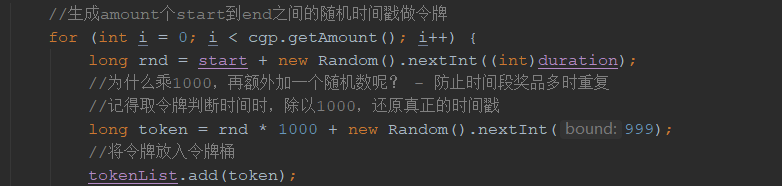 //生成amount个start到end之间的随机时间戳做令牌
for (int i = 0; i < cgp.getAmount(); i++) {
long rnd = start + new Random().nextInt((int)duration);
//为什么乘1000，再额外加一个随机数呢？ - 防止时间段奖品多时重复
//记得取令牌判断时间时，除以1000，还原真正的时间戳
long token = rnd * 1000 + new Random().nextInt( bound: 999);
//将令牌放入令牌桶
tokenList.add(token);